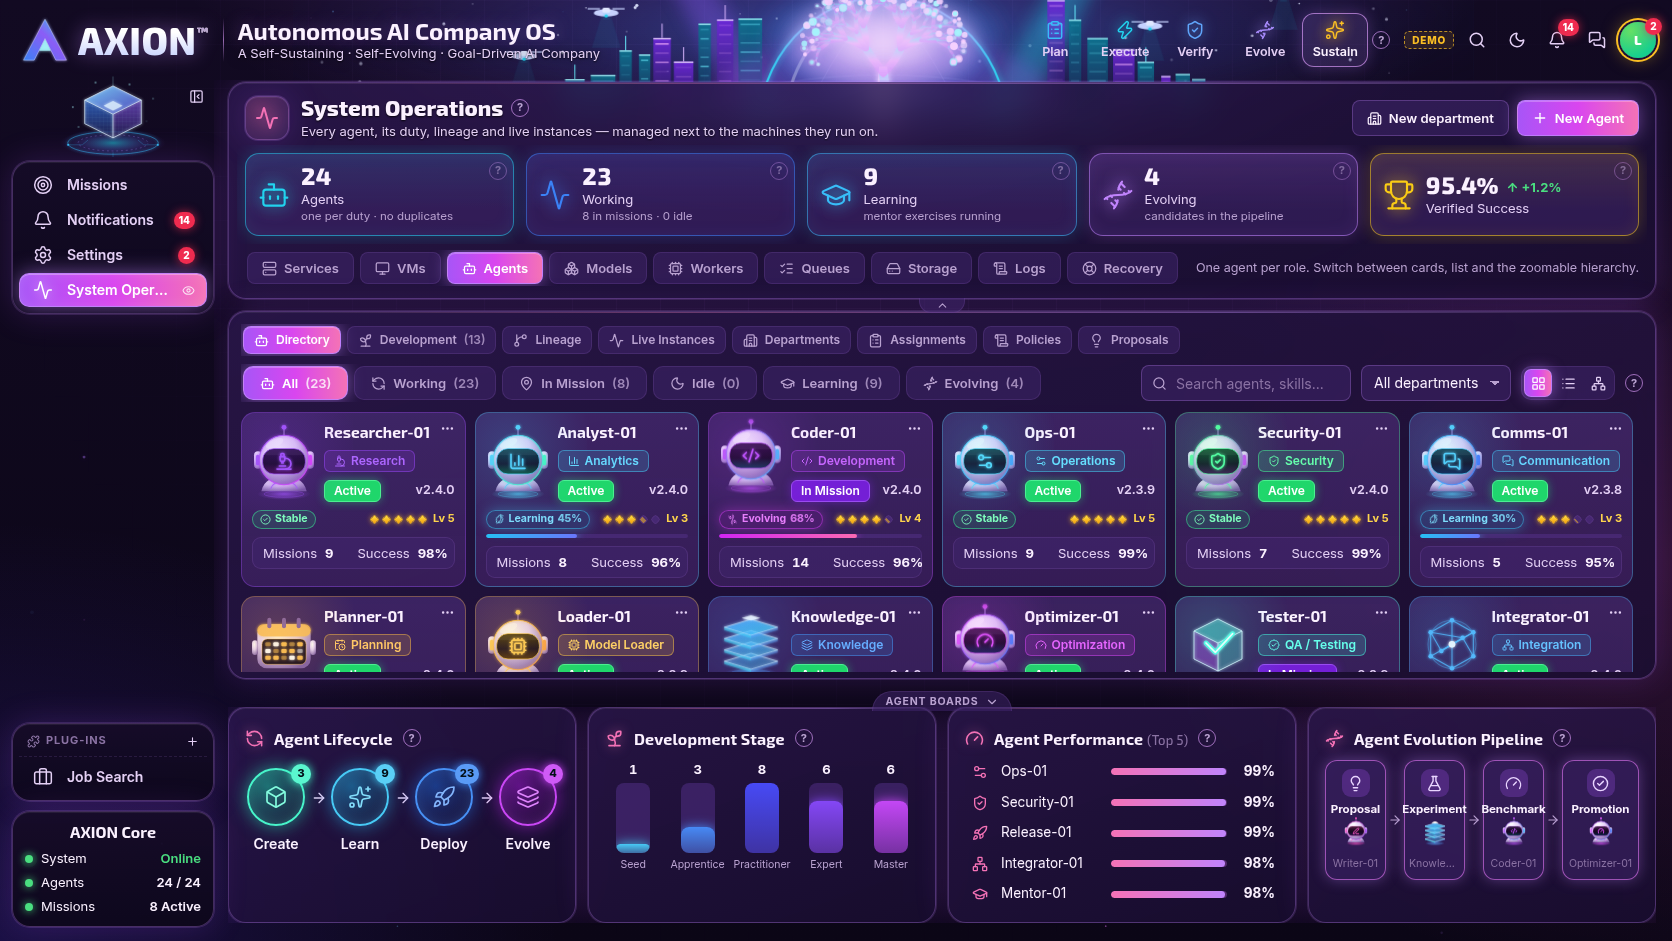 AXION™
Autonomous AI Company OS
A Self-Sustaining · Self-Evolving · Goal-Driven AI Company
Plan
Execute
Verify
Evolve
Sustain
?
DEMO
14
L
2
Missions
Notifications 14
Settings 2
System Oper...
PLUG-INS +
Job Search
AXION Core
System Online
Agents 24 / 24
Missions 8 Active
System Operations ?
Every agent, its duty, lineage and live instances — managed next to the machines they run on.
New department
+ New Agent
24 ?
Agents
one per duty · no duplicates
23 ?
Working
8 in missions · 0 idle
9 ?
Learning
mentor exercises running
4 ?
Evolving
candidates in the pipeline
95.4% ↑ +1.2% ?
Verified Success
Services
VMs
Agents
Models
Workers
Queues
Storage
Logs
Recovery
One agent per role. Switch between cards, list and the zoomable hierarchy.
Directory
Development (13)
Lineage
Live Instances
Departments
Assignments
Policies
Proposals
All (23)
Working (23)
In Mission (8)
Idle (0)
Learning (9)
Evolving (4)
Search agents, skills...
All departments
?
Researcher-01 ...
Research
Active v2.4.0
Stable Lv 5
Missions 9 Success 98%
Analyst-01 ...
Analytics
Active v2.4.0
Learning 45% Lv 3
Missions 8 Success 96%
Coder-01 ...
Development
In Mission v2.4.0
Evolving 68% Lv 4
Missions 14 Success 96%
Ops-01 ...
Operations
Active v2.3.9
Stable Lv 5
Missions 9 Success 99%
Security-01 ...
Security
Active v2.4.0
Stable Lv 5
Missions 7 Success 99%
Comms-01 ...
Communication
Active v2.3.8
Learning 30% Lv 3
Missions 5 Success 95%
Planner-01 ...
Planning
Loader-01 ...
Model Loader
Knowledge-01 ...
Knowledge
Optimizer-01 ...
Optimization
Tester-01 ...
QA / Testing
Integrator-01 ...
Integration
AGENT BOARDS
Agent Lifecycle ?
3
9
23
4
Create
Learn
Deploy
Evolve
Development Stage ?
1 3 8 6 6
Seed Apprentice Practitioner Expert Master
Agent Performance (Top 5) ?
Ops-01 99%
Security-01 99%
Release-01 99%
Integrator-01 98%
Mentor-01 98%
Agent Evolution Pipeline ?
Proposal
Writer-01
Experiment
Knowle...
Benchmark
Coder-01
Promotion
Optimizer-01